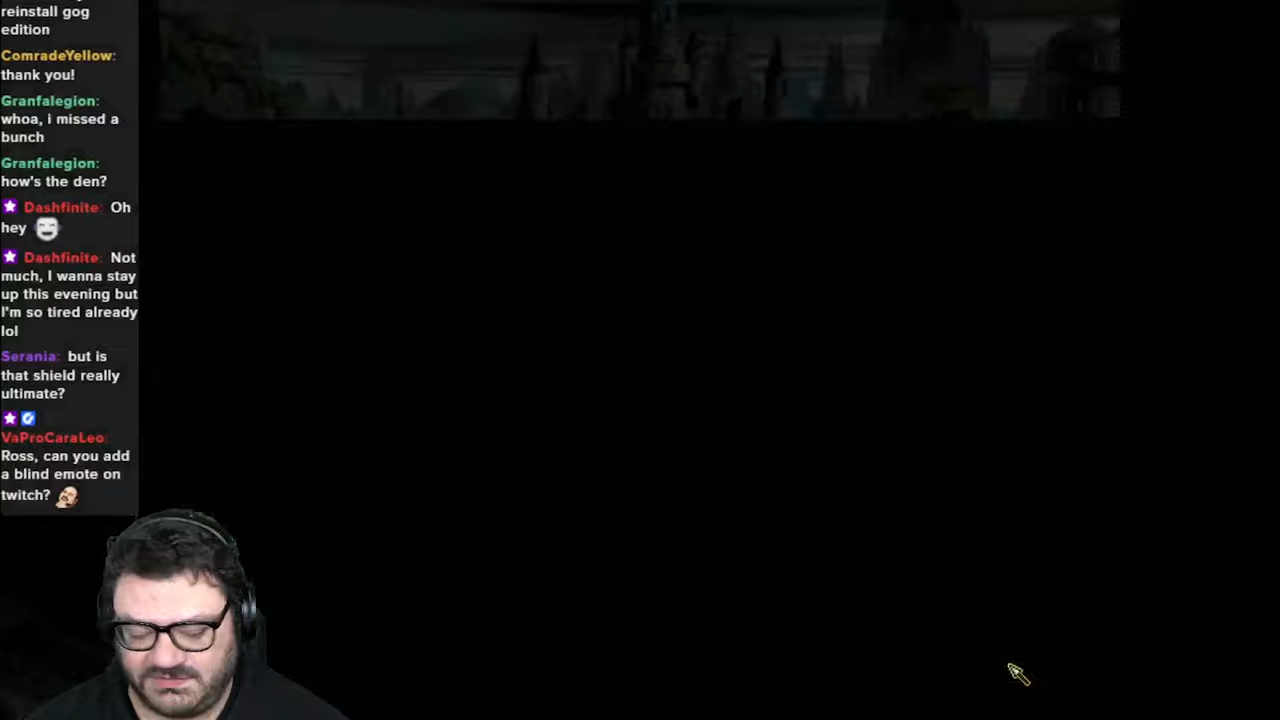 reinstall gog
edition
ComradeYellow:
thank you!
Granfalegion:
whoa, i missed a
bunch
Granfalegion:
how's the den?
Dashfinite: Oh
hey
Dashfinite: Not
much, I wanna stay
up this evening but
I'm so tired already
lol
Serania: but is
that shield really
ultimate?
VaProCaraLeo:
Ross, can you add
a blind emote on
twitch?